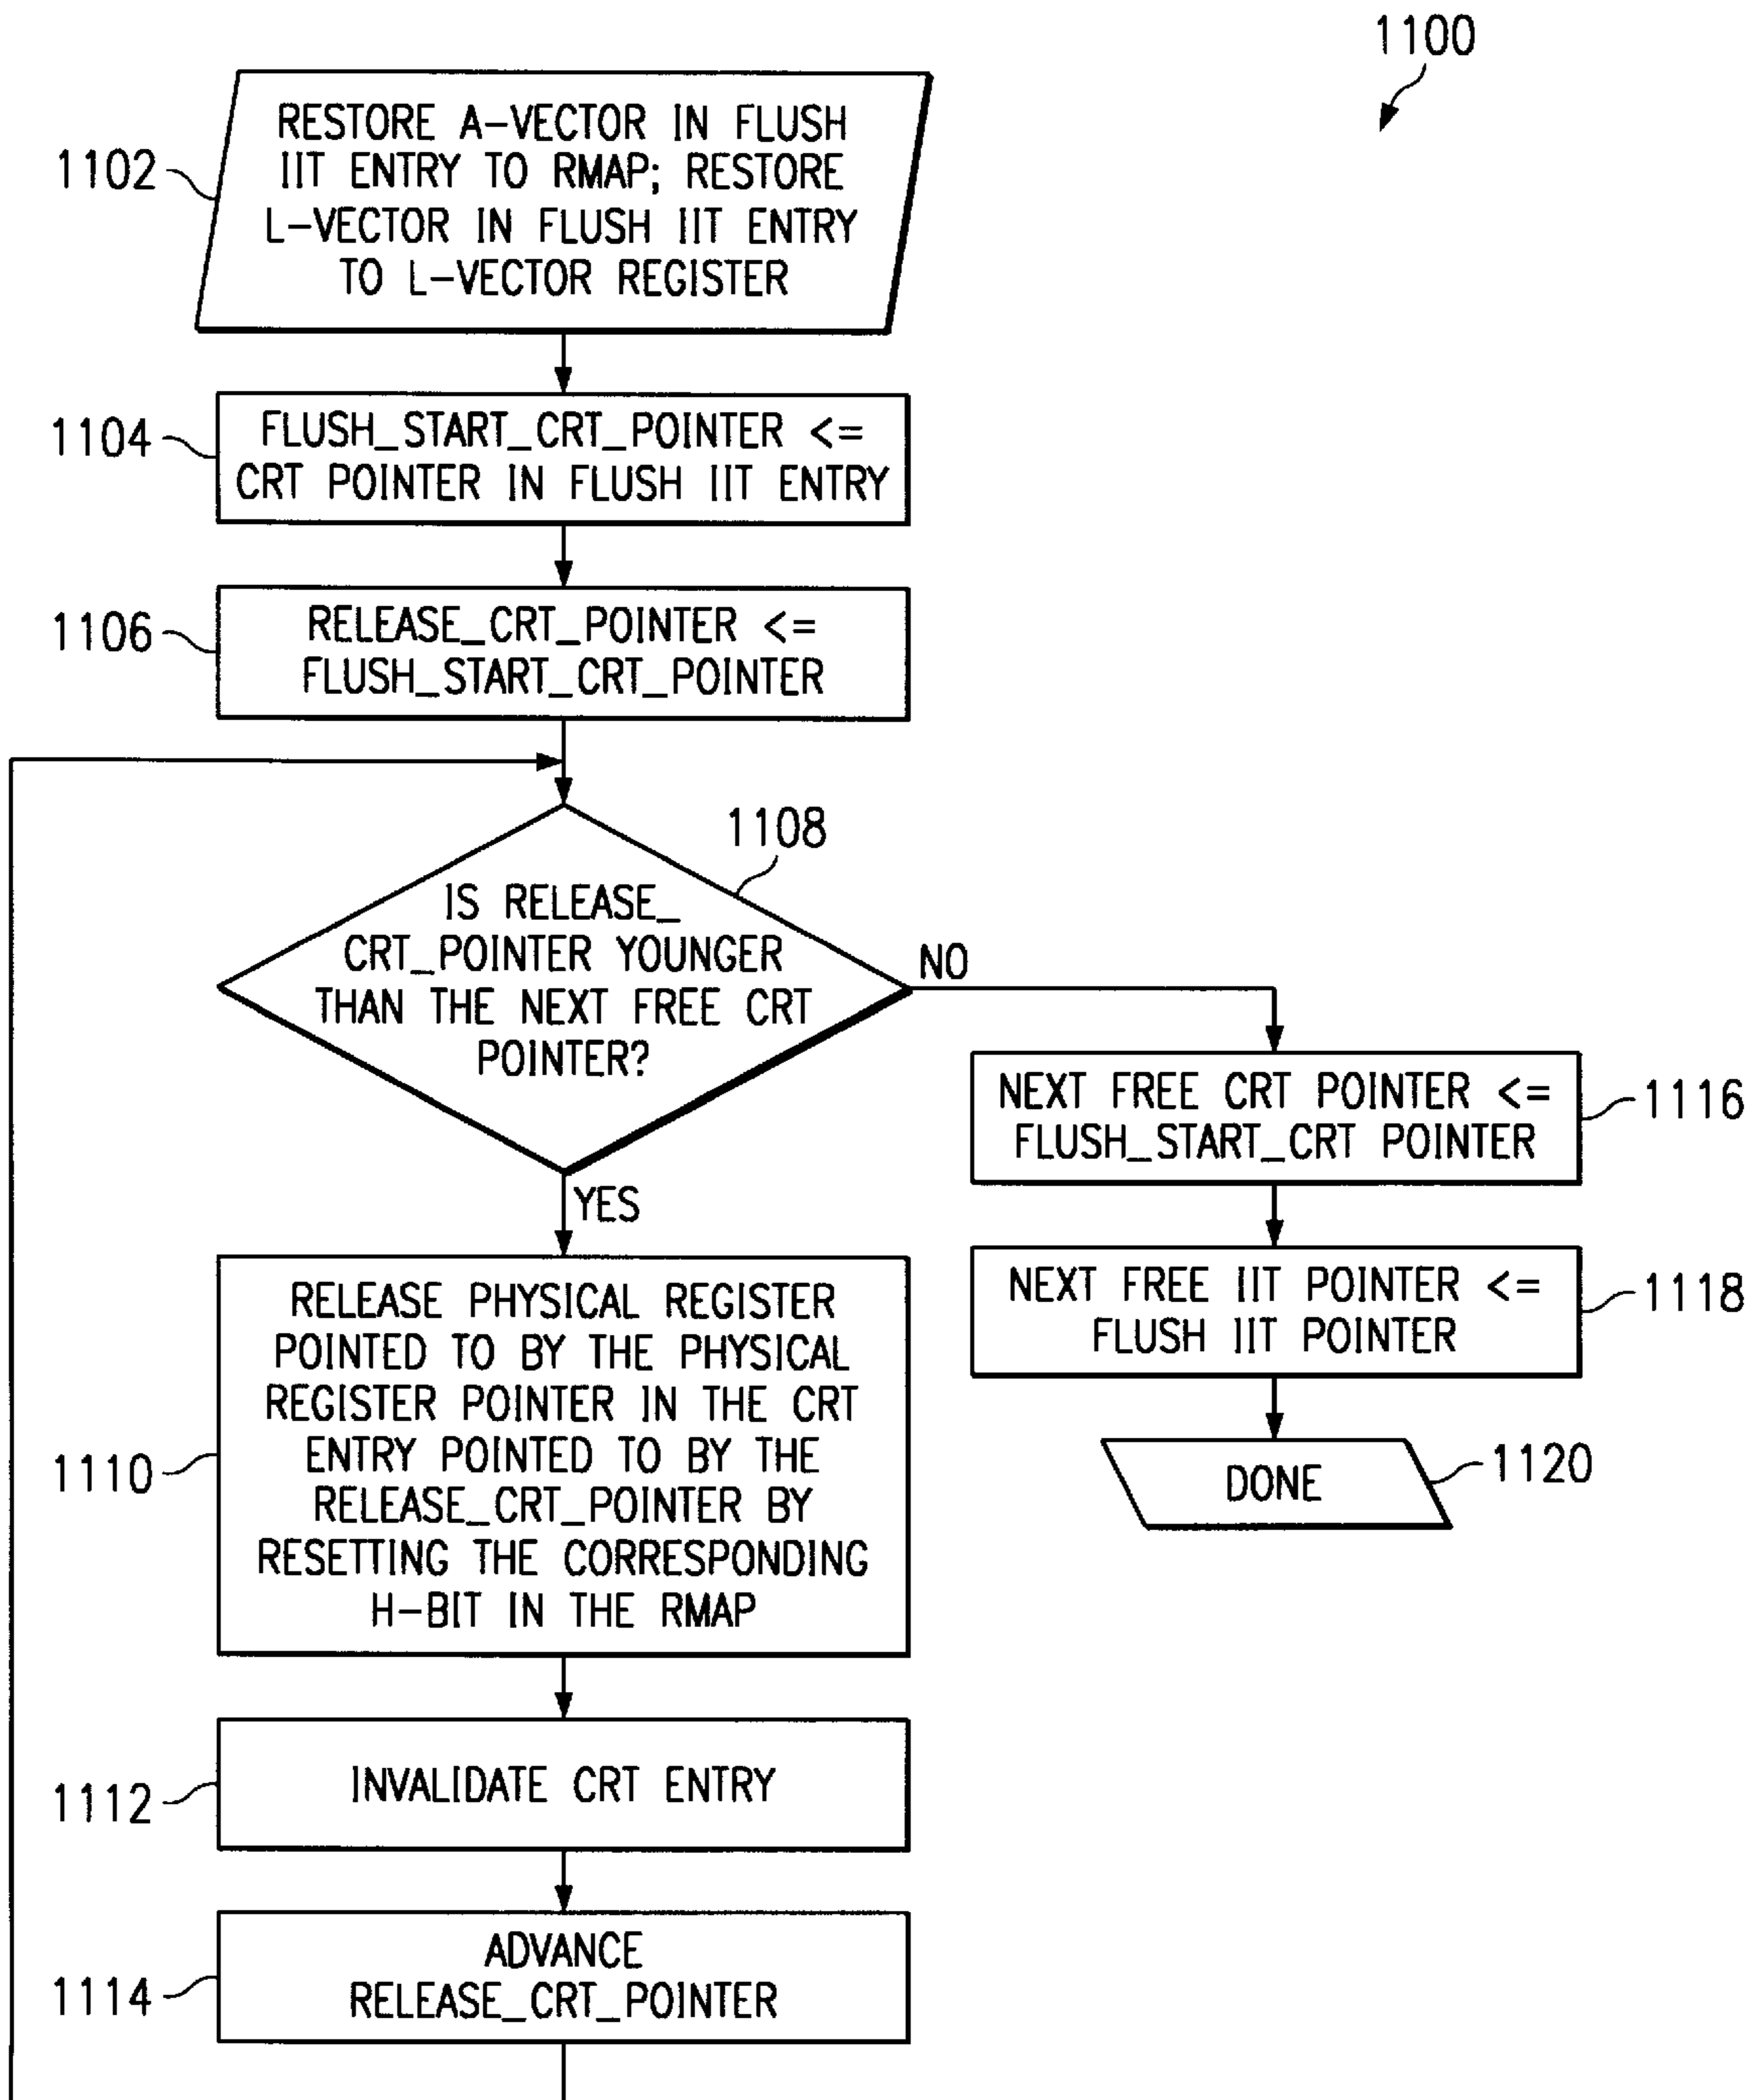 1100
RESTORE A-VECTOR IN FLUSH
IIT ENTRY TO RMAP; RESTORE
L-VECTOR IN FLUSH IIT ENTRY
TO L-VECTOR REGISTER
1102
FLUSH_START_CRT_POINTER <=
CRT POINTER IN FLUSH IIT ENTRY
1104
RELEASE_CRT_POINTER <=
FLUSH_START_CRT_POINTER
1106
1108
IS RELEASE_
CRT_POINTER YOUNGER
THAN THE NEXT FREE CRT
POINTER?
NO
YES
NEXT FREE CRT POINTER <=
FLUSH_START_CRT POINTER
1116
NEXT FREE IIT POINTER <=
FLUSH IIT POINTER
1118
DONE
1120
RELEASE PHYSICAL REGISTER
POINTED TO BY THE PHYSICAL
REGISTER POINTER IN THE CRT
ENTRY POINTED TO BY THE
RELEASE_CRT_POINTER BY
RESETTING THE CORRESPONDING
H-BIT IN THE RMAP
1110
INVALIDATE CRT ENTRY
1112
ADVANCE
RELEASE_CRT_POINTER
1114